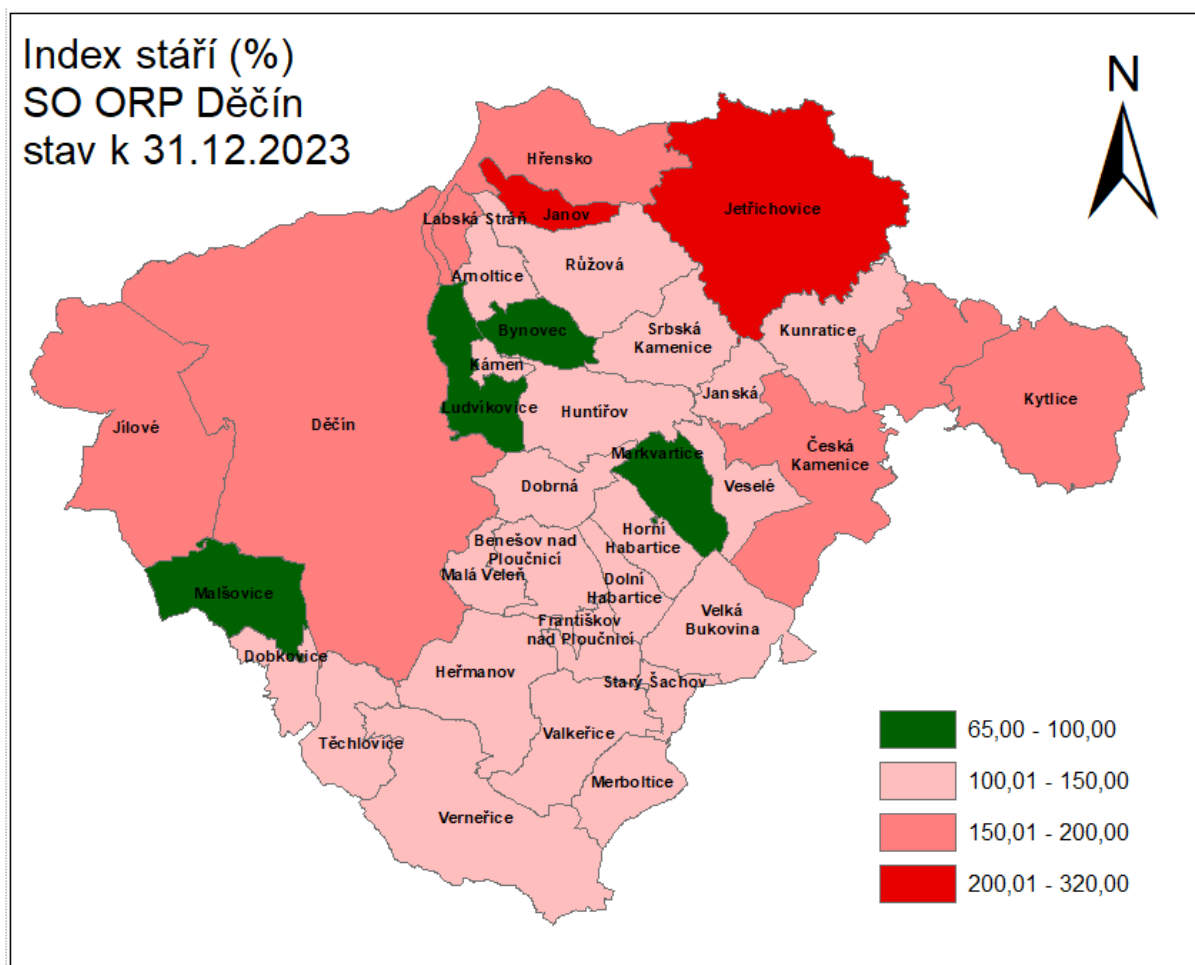 Index stáří (%)
SO ORP Děčín
stav k 31.12.2023
N
Hřensko
Jetřichovice
Labská Stráň
Janov
Růžová
Arnoltice
Bynovec
Srbská
Kamenice
Kunratice
Kámen
Janská
Kytlice
Ludvíkovice
Huntířov
Jílové
Děčín
Česká
Kamenice
Markvartice
Dobrná
Veselé
Horní
Habartice
Benešov nad
Ploučnicí
Malá Veleň
Dolní
Habartice
Malšovice
Velká
Bukovina
Františkov
nad Ploučnicí
Dobkovice
Heřmanov
Starý Šachov
Těchlovice
Valkeřice
Merboltice
Verneřice
65,00 - 100,00
100,01 - 150,00
150,01 - 200,00
200,01 - 320,00